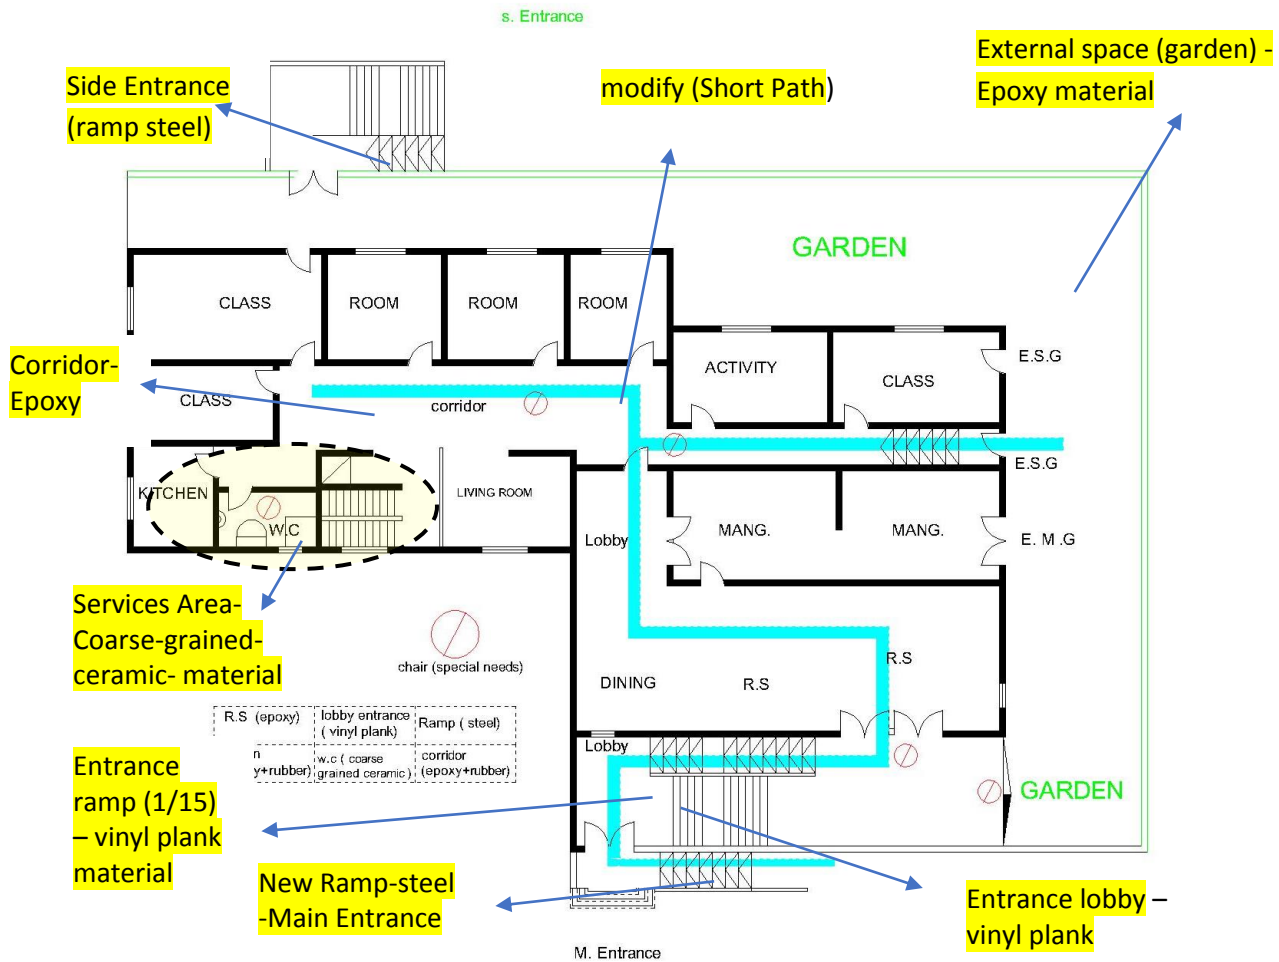 s. Entrance
Side Entrance
(ramp steel)
modify (Short Path)
External space (garden) -
Epoxy material
GARDEN
CLASS
ROOM
ROOM
ROOM
Corridor-
Epoxy
CLASS
corridor
ACTIVITY
CLASS
E.S.G
E.S.G
KITCHEN
W.C
LIVING ROOM
Lobby
MANG.
MANG.
E. M .G
Services Area-
Coarse-grained-
ceramic- material
chair (special needs)
DINING
R.S
R.S
R.S (epoxy)
lobby entrance
( vinyl plank)
Ramp ( steel)
n
y+rubber)
w.c ( coarse
grained ceramic )
corridor
(epoxy+rubber)
Lobby
Entrance
ramp (1/15)
– vinyl plank
material
GARDEN
New Ramp-steel
-Main Entrance
Entrance lobby –
vinyl plank
M. Entrance